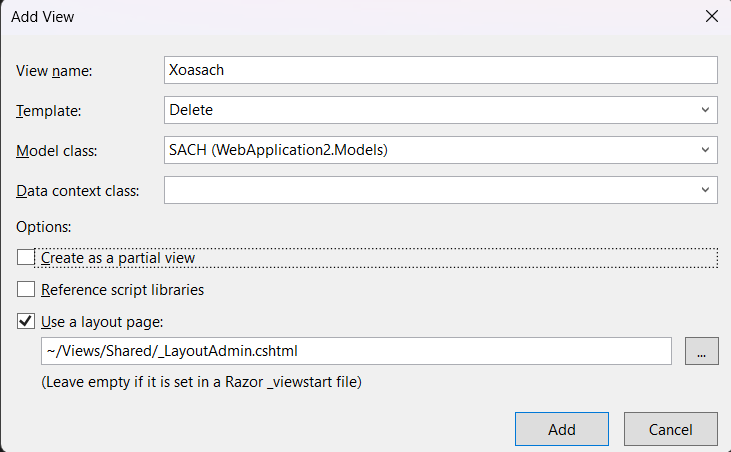 Add View
View name: Xoasach
Template: Delete
Model class: SACH (WebApplication2.Models)
Data context class:
Options:
Create as a partial view
Reference script libraries
Use a layout page:
~/Views/Shared/_LayoutAdmin.cshtml ...
(Leave empty if it is set in a Razor _viewstart file)
Add Cancel